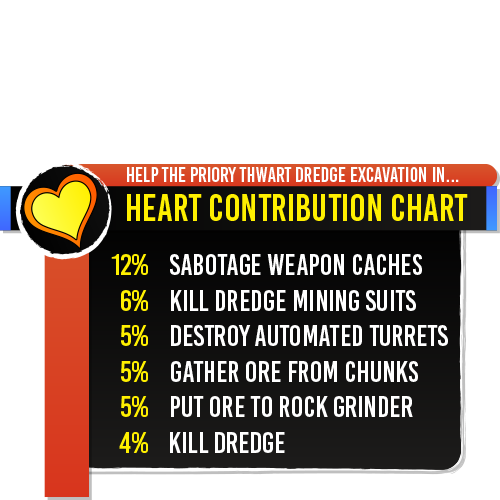 HELP THE PRIORY THWART DREDGE EXCAVATION IN...
HEART CONTRIBUTION CHART
12% SABOTAGE WEAPON CACHES
6% KILL DREDGE MINING SUITS
5% DESTROY AUTOMATED TURRETS
5% GATHER ORE FROM CHUNKS
5% PUT ORE TO ROCK GRINDER
4% KILL DREDGE